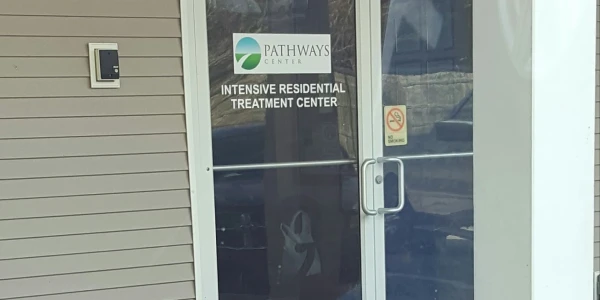 PATHWAYS
CENTER
INTENSIVE RESIDENTIAL
TREATMENT CENTER